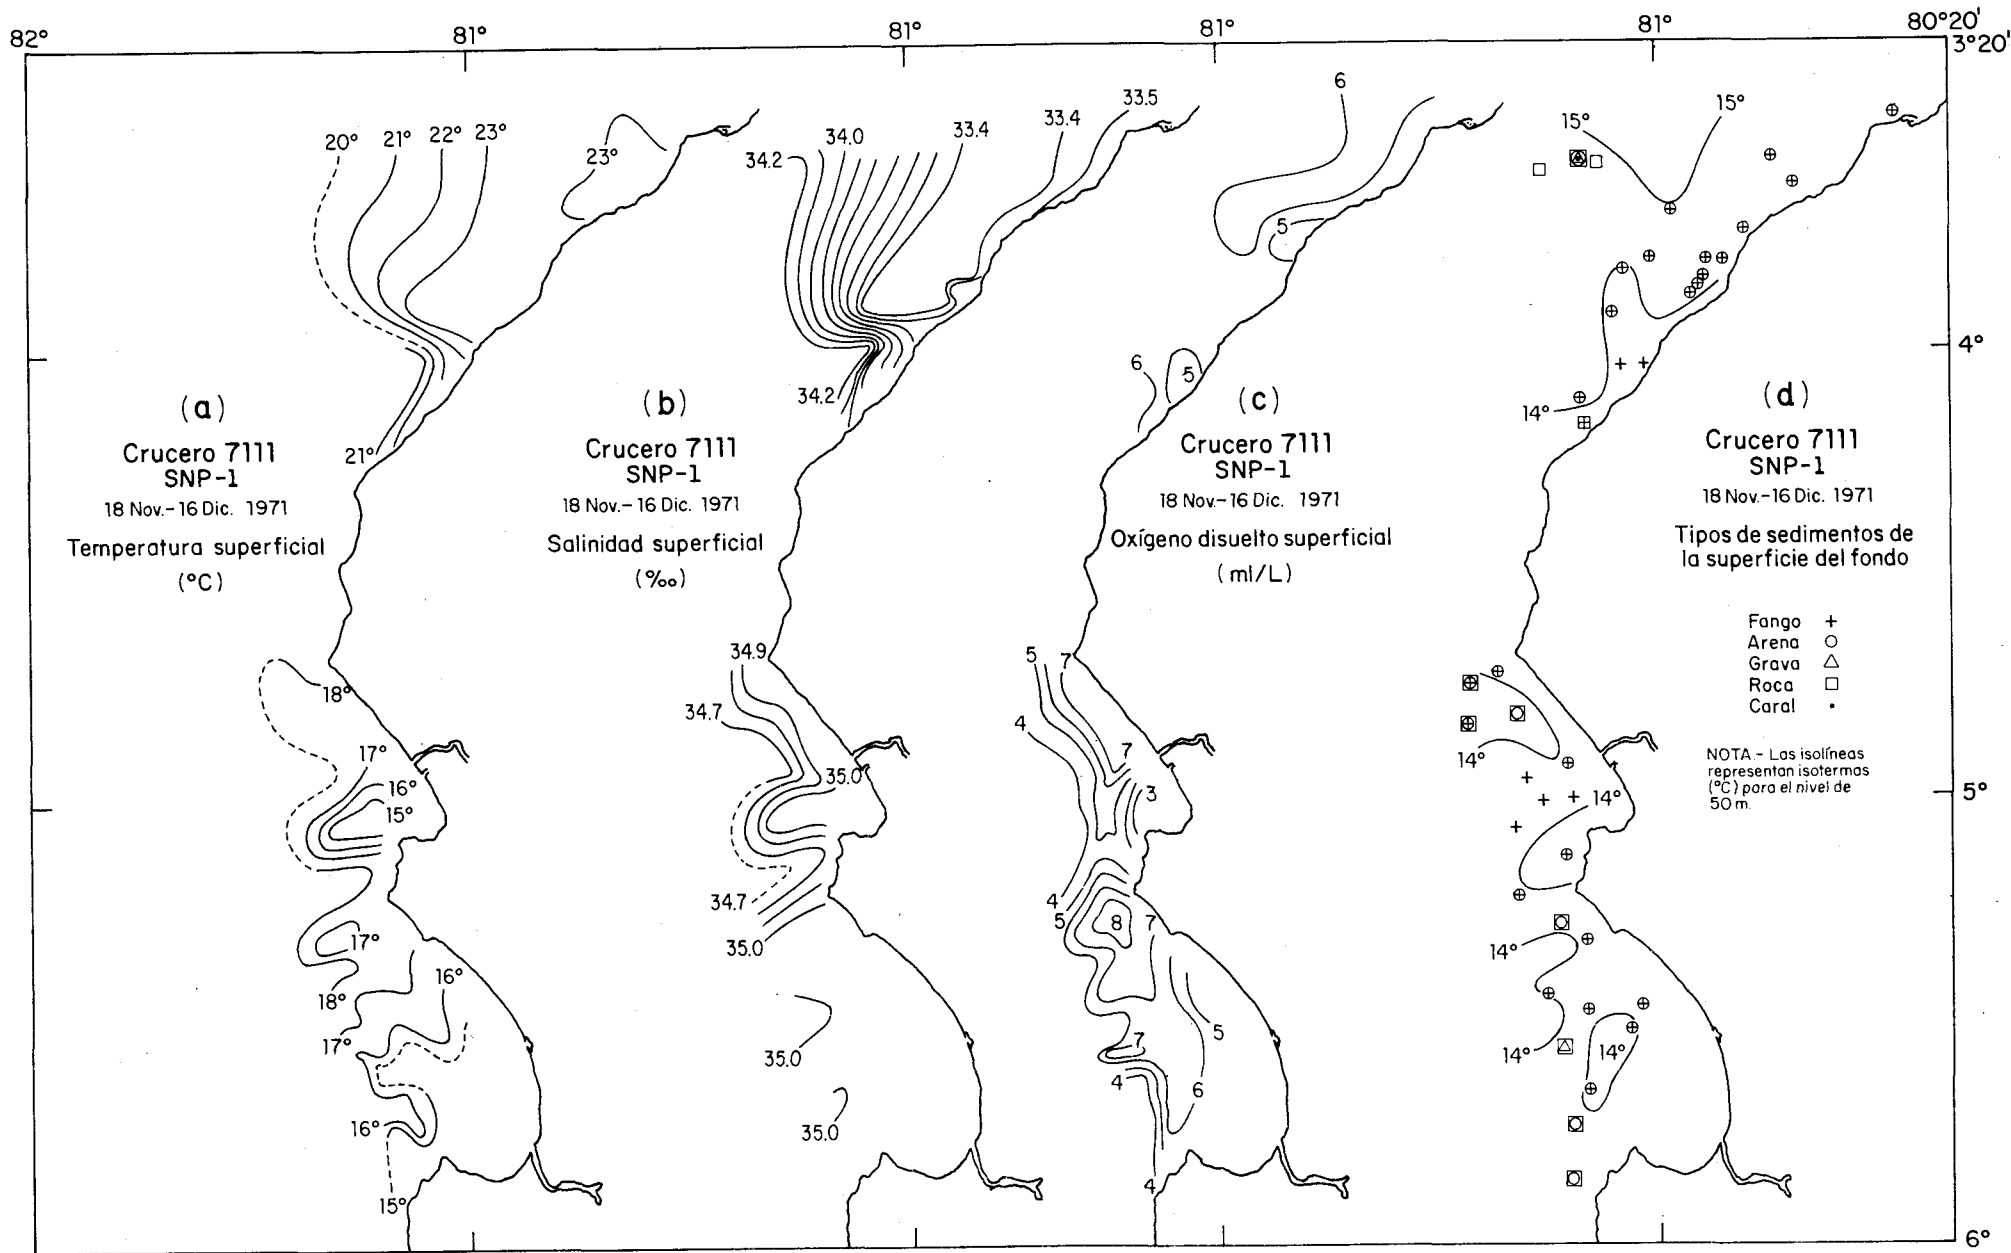 82°
81°
81°
81°
81°
80°20'
3°20'
4°
5°
6°
20°
21°
22°
23°
23°
21°
(a)
Crucero 7111
SNP-1
18 Nov.-16 Dic. 1971
Temperatura superficial
(°C)
18°
17°
16°
15°
17°
18°
16°
17°
16°
15°
34.2
34.0
33.4
33.4
33.5
34.2
(b)
Crucero 7111
SNP-1
18 Nov.-16 Dic. 1971
Salinidad superficial
(‰)
34.9
34.7
35.0
34.7
35.0
35.0
35.0
6
5
6
5
(c)
Crucero 7111
SNP-1
18 Nov.-16 Dic. 1971
Oxígeno disuelto superficial
(ml/L)
5
7
4
7
3
4
5
8
7
5
7
4
6
4
15°
15°
14°
(d)
Crucero 7111
SNP-1
18 Nov.-16 Dic. 1971
Tipos de sedimentos de
la superficie del fondo
Fango +
Arena ○
Grava △
Roca □
Caral •
NOTA.- Las isolíneas
representan isotermas
(°C) para el nivel de
50 m.
14°
14°
14°
14°
14°